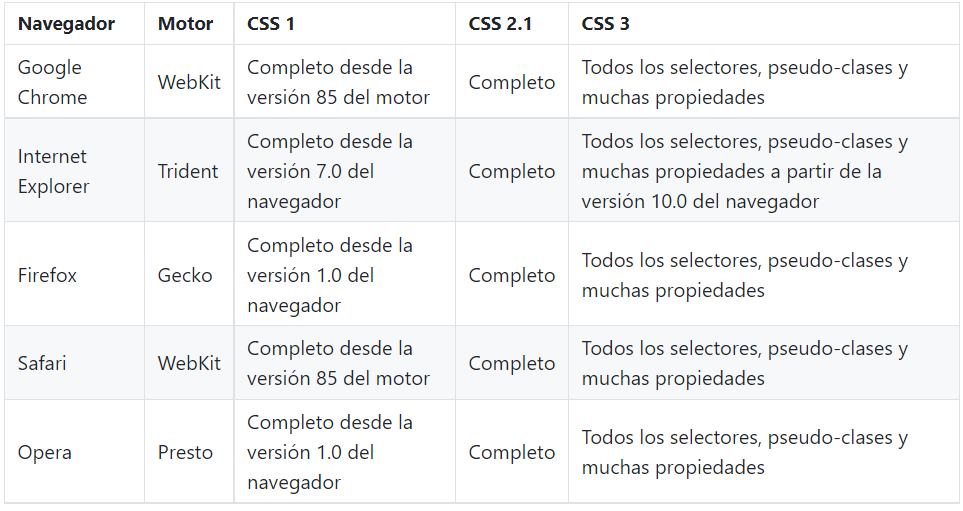 Navegador Motor CSS 1 CSS 2.1 CSS 3
Google Chrome WebKit Completo desde la versión 85 del motor Completo Todos los selectores, pseudo-clases y muchas propiedades
Internet Explorer Trident Completo desde la versión 7.0 del navegador Completo Todos los selectores, pseudo-clases y muchas propiedades a partir de la versión 10.0 del navegador
Firefox Gecko Completo desde la versión 1.0 del navegador Completo Todos los selectores, pseudo-clases y muchas propiedades
Safari WebKit Completo desde la versión 85 del motor Completo Todos los selectores, pseudo-clases y muchas propiedades
Opera Presto Completo desde la versión 1.0 del navegador Completo Todos los selectores, pseudo-clases y muchas propiedades